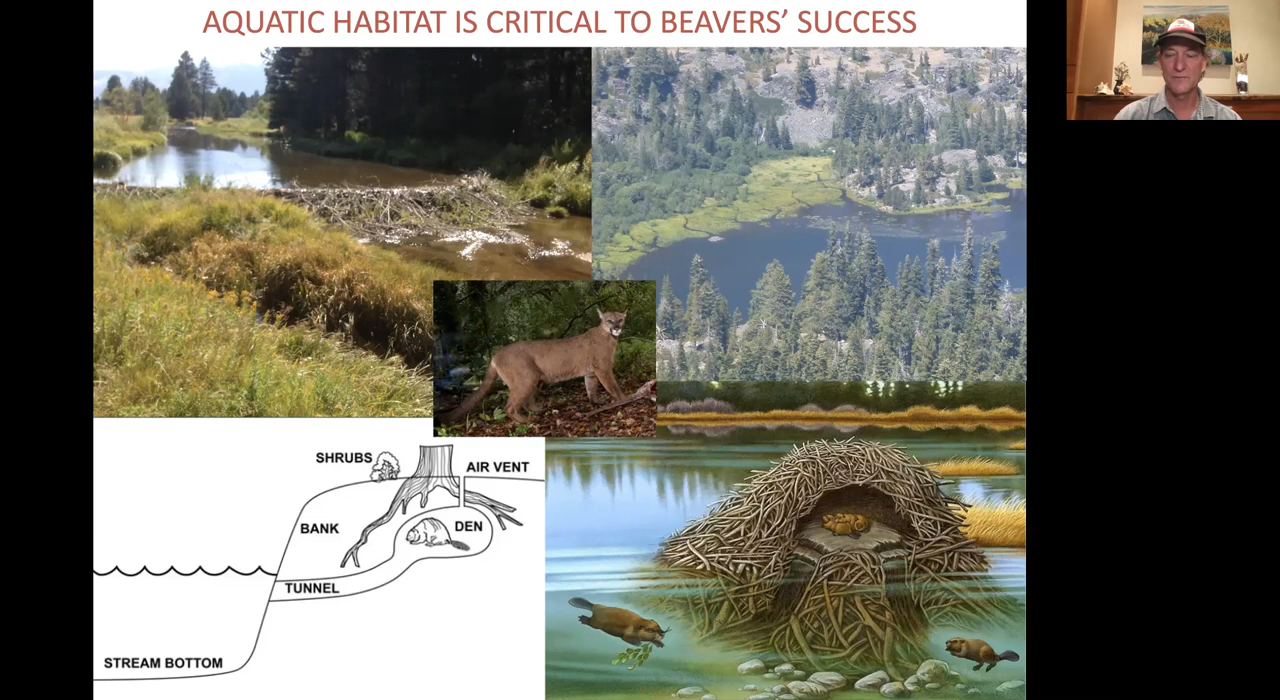 AQUATIC HABITAT IS CRITICAL TO BEAVERS’ SUCCESS
SHRUBS
AIR VENT
BANK
DEN
TUNNEL
STREAM BOTTOM